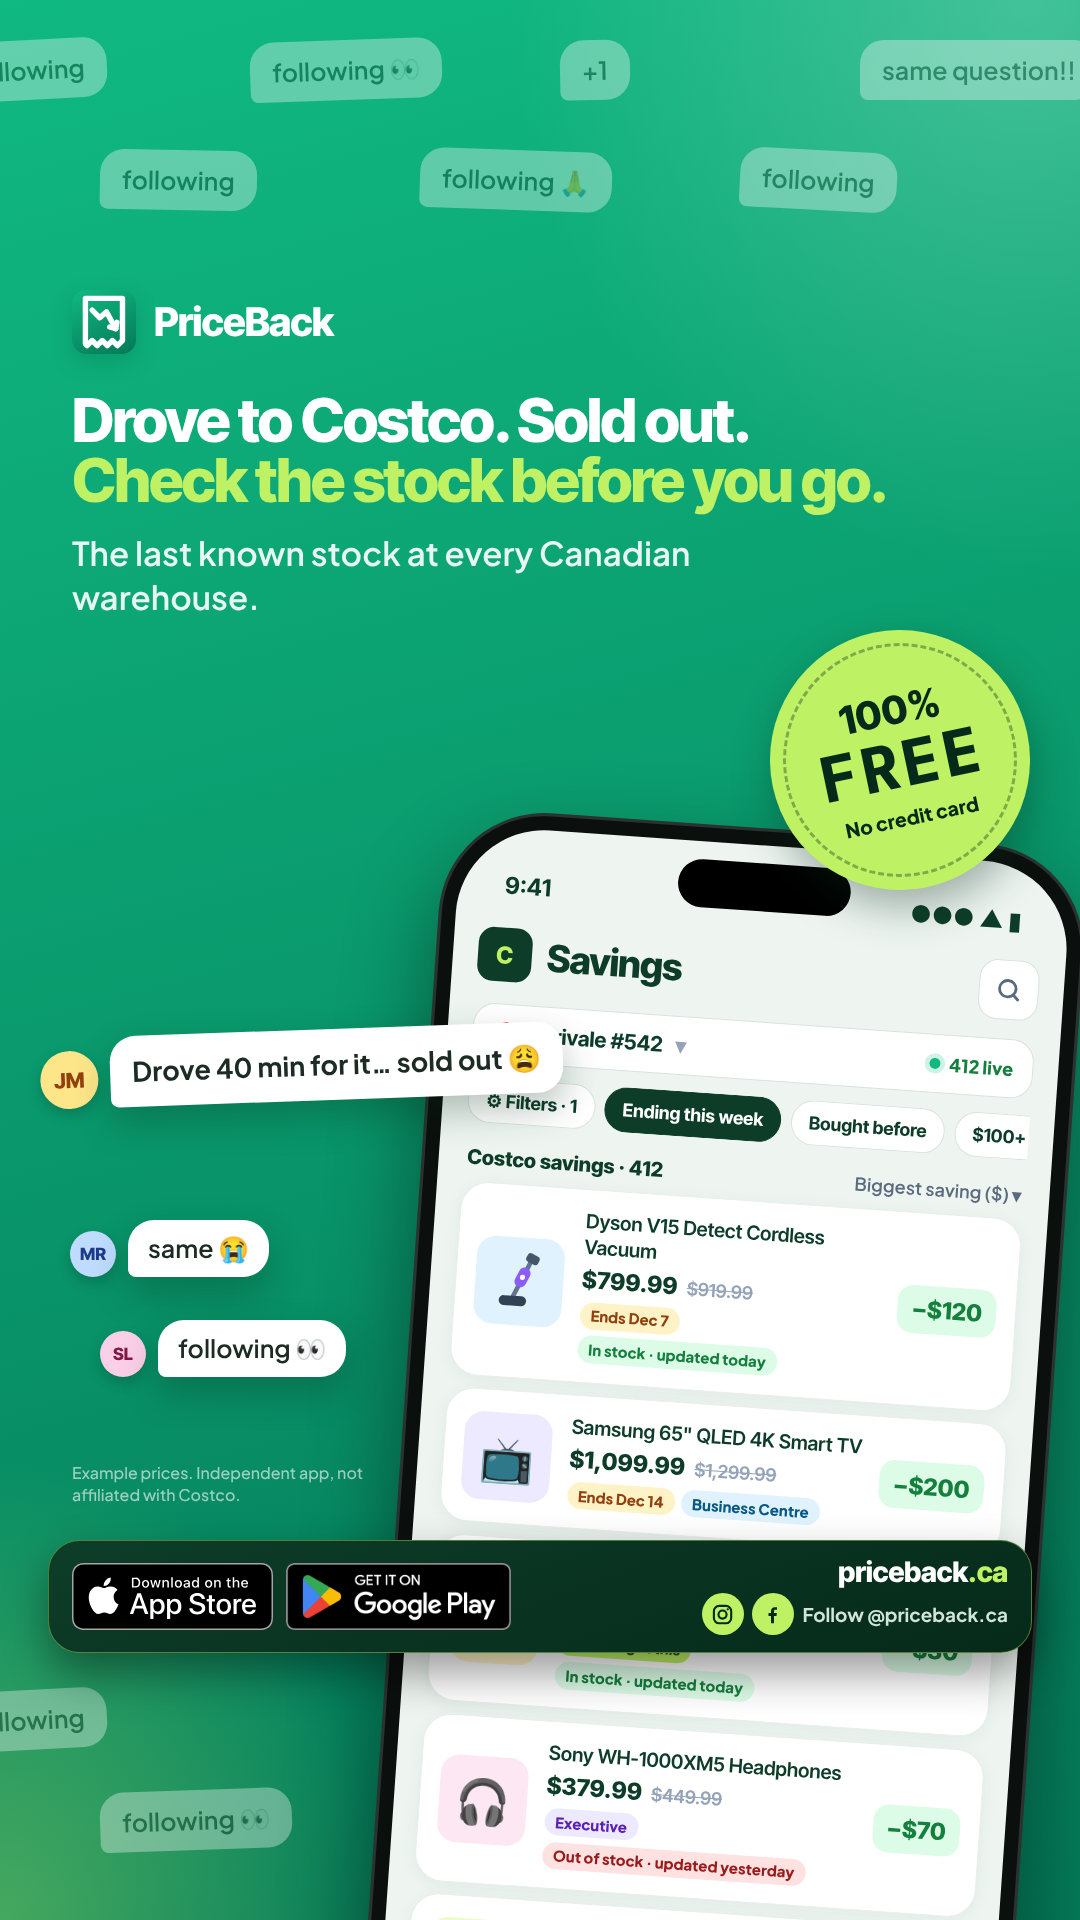 llowing
following 👀
+1
same question!!
following
following 🙏
following
PriceBack
Drove to Costco. Sold out.
Check the stock before you go.
The last known stock at every Canadian
warehouse.
100%
FREE
No credit card
9:41
C
Savings
rivale #542 ▼
412 live
JM
Drove 40 min for it... sold out 😩
⚙ Filters · 1
Ending this week
Bought before
$100+
Costco savings · 412
Biggest saving ($) ▾
Dyson V15 Detect Cordless
Vacuum
$799.99 $919.99
−$120
Ends Dec 7
In stock · updated today
MR
same 😭
SL
following 👀
Samsung 65" QLED 4K Smart TV
$1,099.99 $1,299.99
−$200
Ends Dec 14
Business Centre
Example prices. Independent app, not
affiliated with Costco.
Download on the
App Store
GET IT ON
Google Play
priceback.ca
Follow @priceback.ca
In stock · updated today
llowing
Sony WH-1000XM5 Headphones
$379.99 $449.99
−$70
Executive
Out of stock · updated yesterday
following 👀